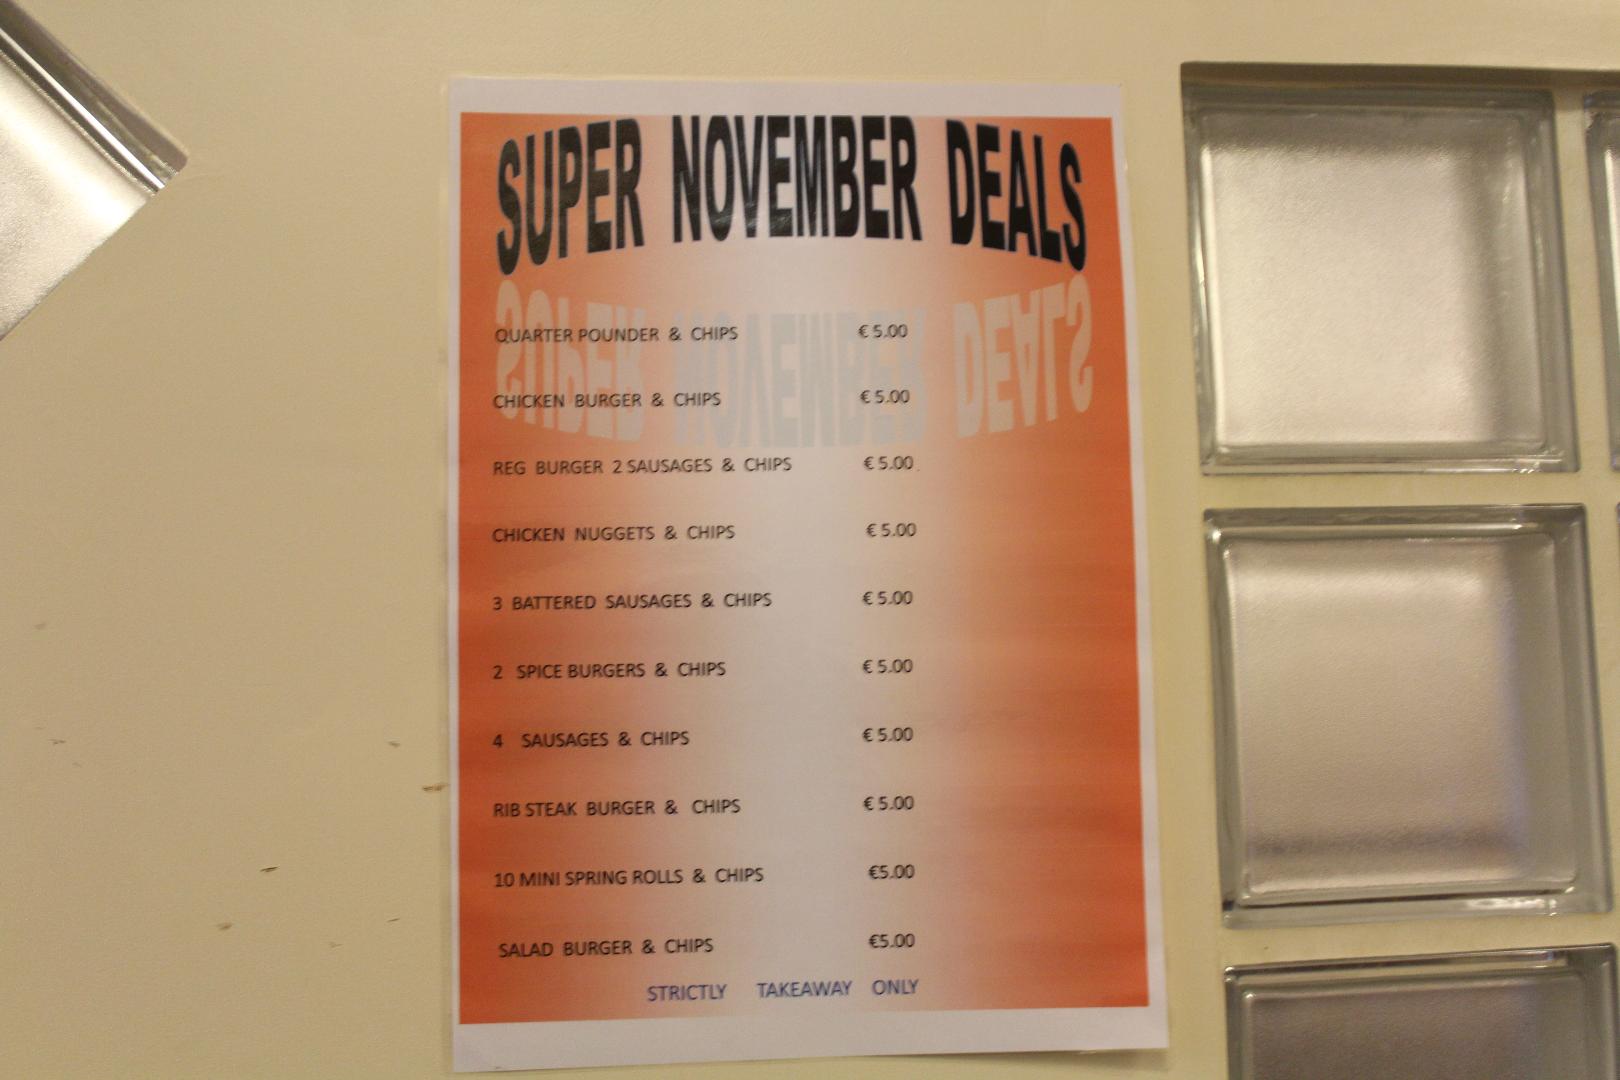 SUPER NOVEMBER DEALS
QUARTER POUNDER & CHIPS € 5.00
CHICKEN BURGER & CHIPS € 5.00
REG BURGER 2 SAUSAGES & CHIPS € 5.00.
CHICKEN NUGGETS & CHIPS € 5.00
3 BATTERED SAUSAGES & CHIPS € 5.00
2 SPICE BURGERS & CHIPS € 5.00
4 SAUSAGES & CHIPS € 5.00
RIB STEAK BURGER & CHIPS € 5.00
10 MINI SPRING ROLLS & CHIPS €5.00
SALAD BURGER & CHIPS €5.00
STRICTLY TAKEAWAY ONLY